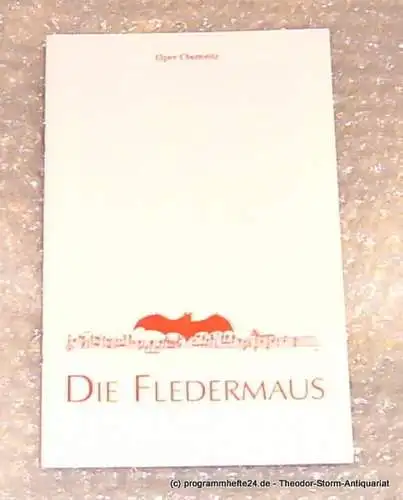 Oper Chemnitz
DIE FLEDERMAUS
(c) programmhefte24.de - Theodor-Storm-Antiquariat